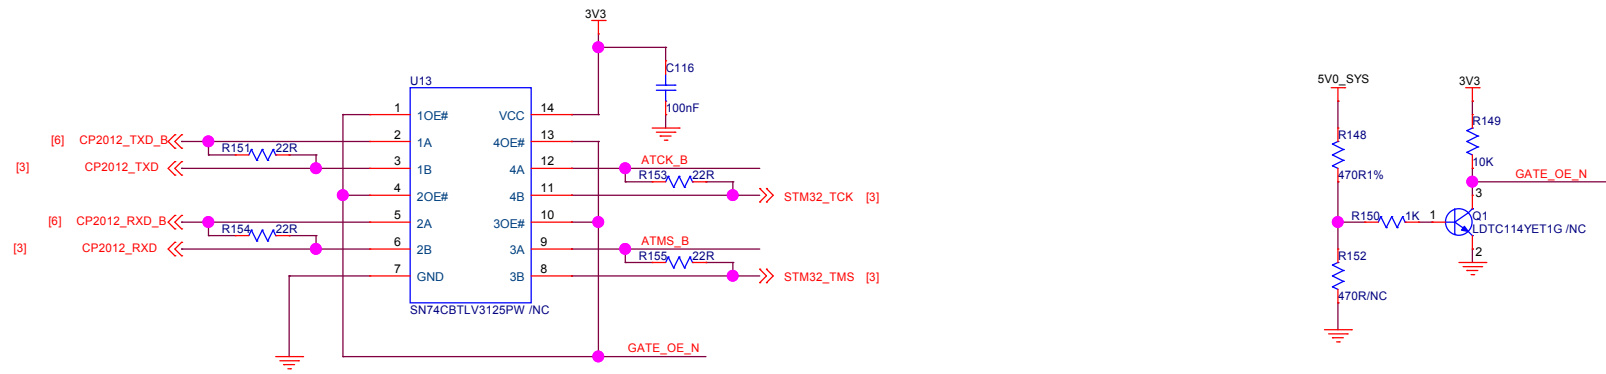 3V3
C116
100nF
U13
1 1OE# VCC 14
2 1A 4OE# 13
3 1B 4A 12
4 2OE# 4B 11
5 2A 3OE# 10
6 2B 3A 9
7 GND 3B 8
SN74CBTLV3125PW /NC
[6] CP2012_TXD_B
R151 22R
[3] CP2012_TXD
[6] CP2012_RXD_B
R154 22R
[3] CP2012_RXD
ATCK_B
R153 22R
STM32_TCK [3]
ATMS_B
R155 22R
STM32_TMS [3]
GATE_OE_N
5V0_SYS
R148
470R1%
R150 1K
R152
470R/NC
3V3
R149
10K
GATE_OE_N
3
1 Q1
LDTC114YET1G /NC
2